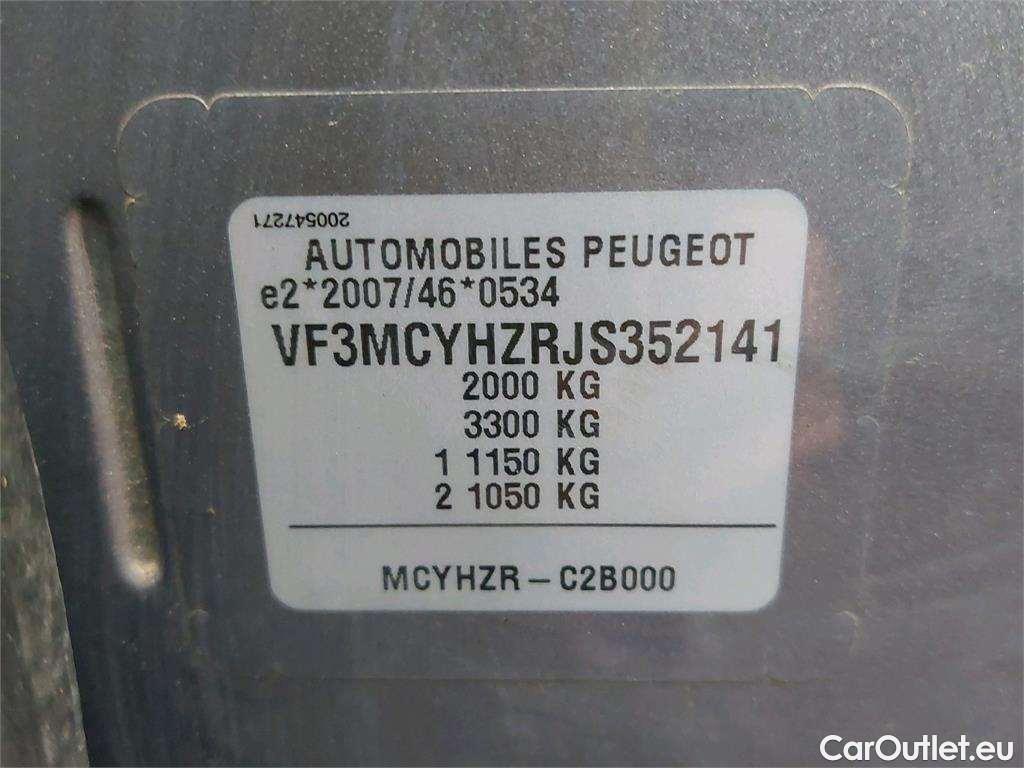 200547271
AUTOMOBILES PEUGEOT
e2*2007/46*0534
VF3MCYHZRJS352141
2000 KG
3300 KG
1 1150 KG
2 1050 KG
MCYHZR – C2B000
CarOutlet.eu